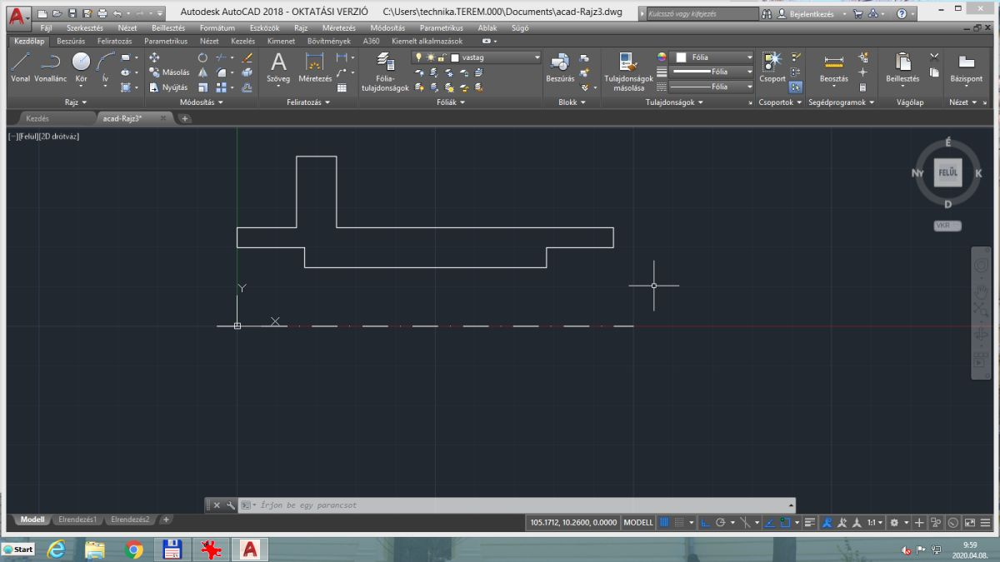 Autodesk AutoCAD 2018 - OKTATÁSI VERZIÓ C:\Users\technika.TEREM.000\Documents\acad-Rajz3.dwg Kulcsszó vagy kifejezés Bejelentkezés
Fájl Szerkesztés Nézet Beillesztés Formátum Eszközök Rajz Méretezés Módosítás Parametrikus Ablak Súgó
Kezdőlap Beszúrás Feliratozás Parametrikus Nézet Kezelés Kimenet Bővítmények A360 Kiemelt alkalmazások
vastag Fólia
Másolás
Vonal Vonallánc Kör Ív Szöveg Méretezés Fólia- Beszúrás Tulajdonságok Fólia Csoport Beosztás Beillesztés Bázispont
Nyújtás tulajdonságok másolása Fólia
Rajz Módosítás Feliratozás Fóliák Blokk Tulajdonságok Csoportok Segédprogramok Vágólap Nézet
Kezdés acad-Rajz3*
[−][Felül][2D drótváz]
É
Ny FELÜL K
D
VKR
Y
X
Írjon be egy parancsot
Modell Elrendezés1 Elrendezés2 + 105.1712, 10.2600, 0.0000 MODELL 1:1
Start 9:59
2020.04.08.